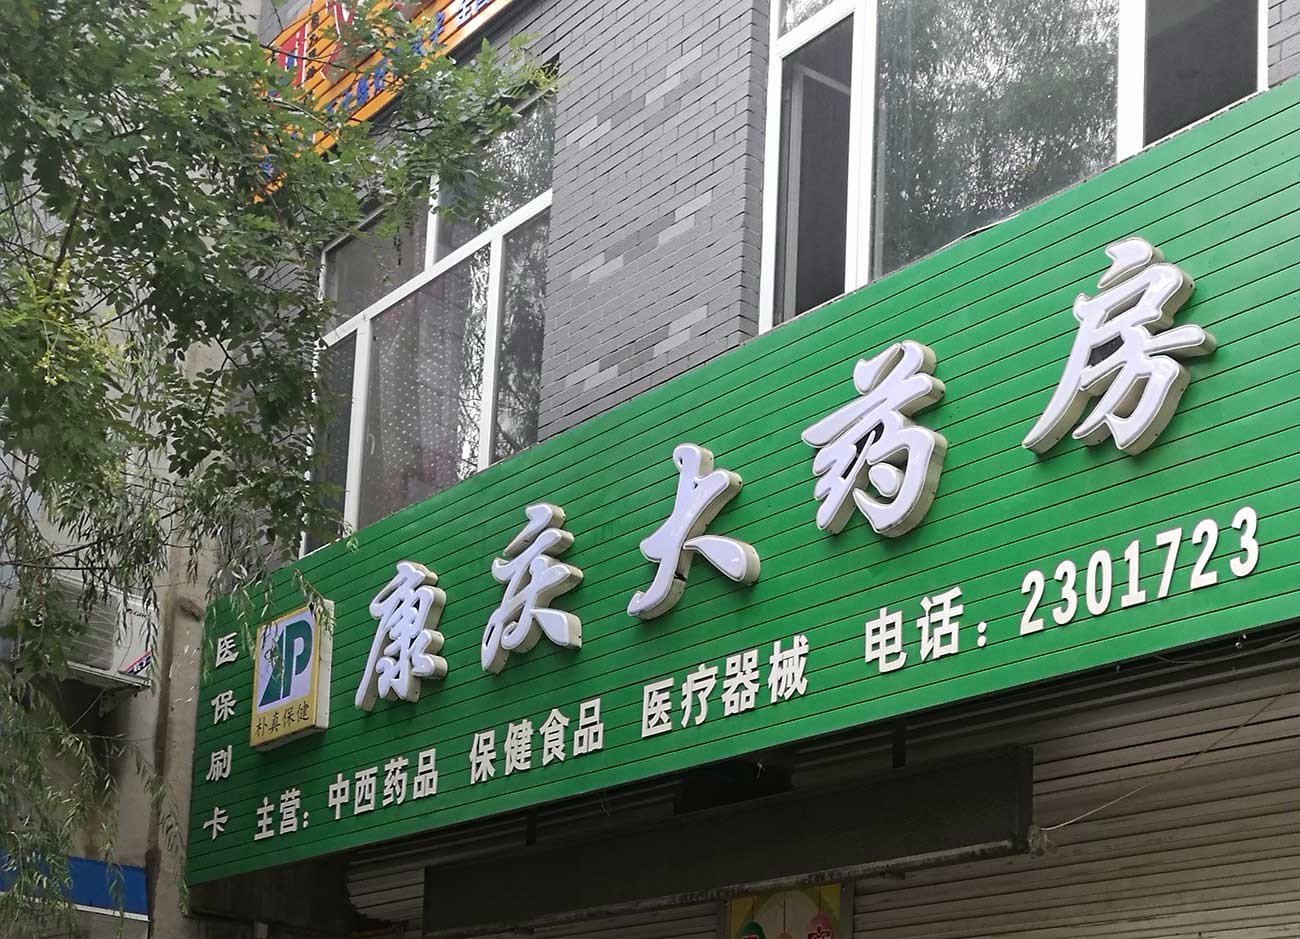 康庆大药房
医保刷卡
朴真保健
主营：中西药品 保健食品 医疗器械 电话：2301723